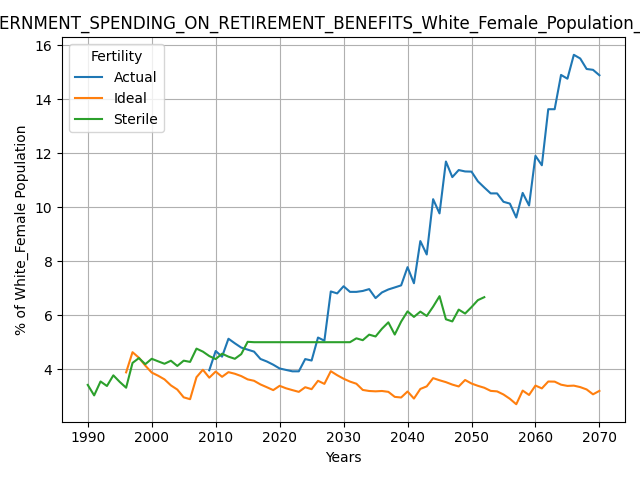 ERNMENT_SPENDING_ON_RETIREMENT_BENEFITS_White_Female_Population_
16
14
12
10
8
6
4
% of White_Female Population
Fertility
Actual
Ideal
Sterile
1990 2000 2010 2020 2030 2040 2050 2060 2070
Years